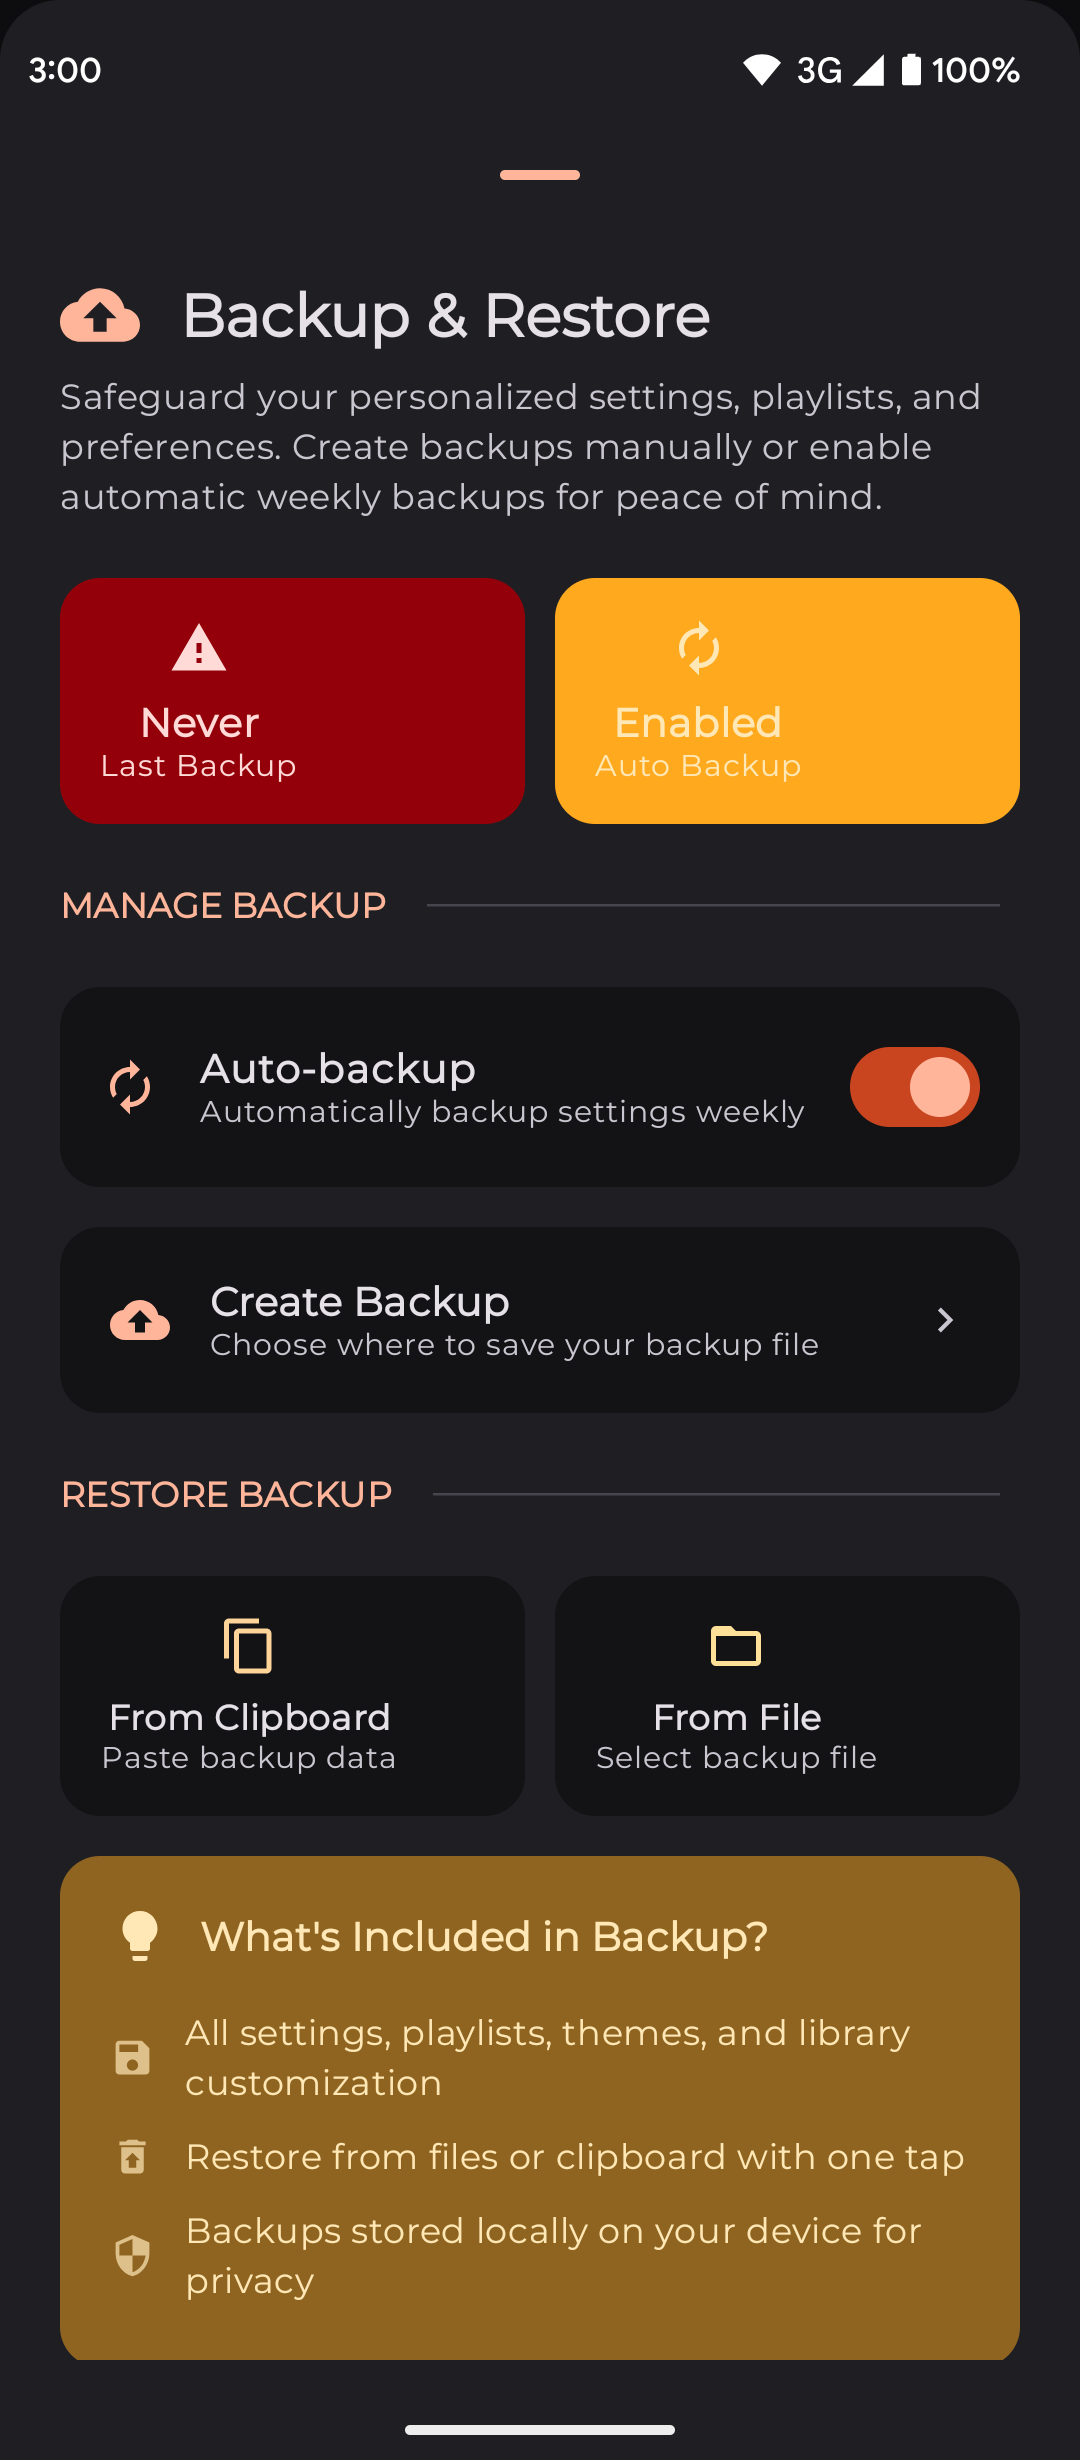 3:00
3G 100%
Backup & Restore
Safeguard your personalized settings, playlists, and
preferences. Create backups manually or enable
automatic weekly backups for peace of mind.
Never
Last Backup
Enabled
Auto Backup
MANAGE BACKUP
Auto-backup
Automatically backup settings weekly
Create Backup
Choose where to save your backup file
RESTORE BACKUP
From Clipboard
Paste backup data
From File
Select backup file
What's Included in Backup?
All settings, playlists, themes, and library
customization
Restore from files or clipboard with one tap
Backups stored locally on your device for
privacy